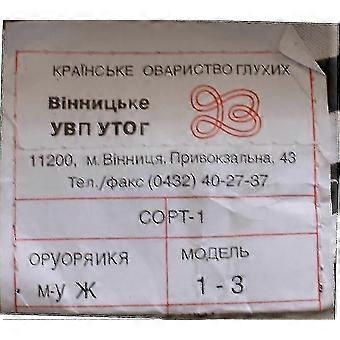 КРАЇНСЬКЕ ОВАРИСТВО ГЛУХИХ
Вінницьке
УВП УТОГ
11200, м. Вінниця, Привокзальна, 43
Тел./факс (0432) 40-27-37
СОРТ-1
ОРУОРЯИКЯ
МОДЕЛЬ
м-у Ж
1 - 3